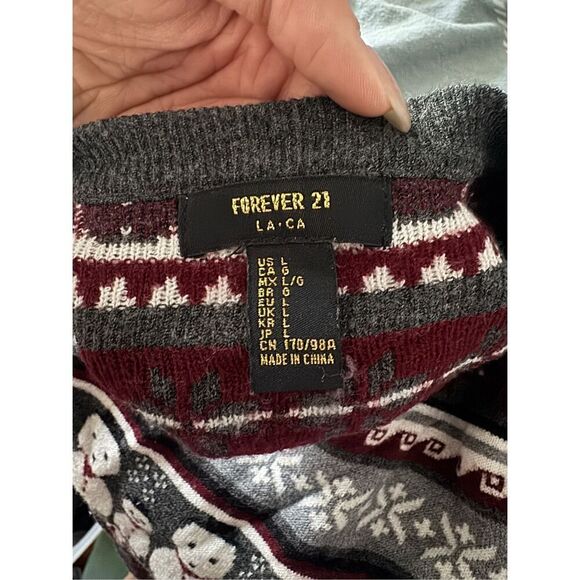 FOREVER 21
LA·CA
US L
CA G
MX L/G
BR G
EU L
UK L
KR L
JP L
CN 170/98A
MADE IN CHINA